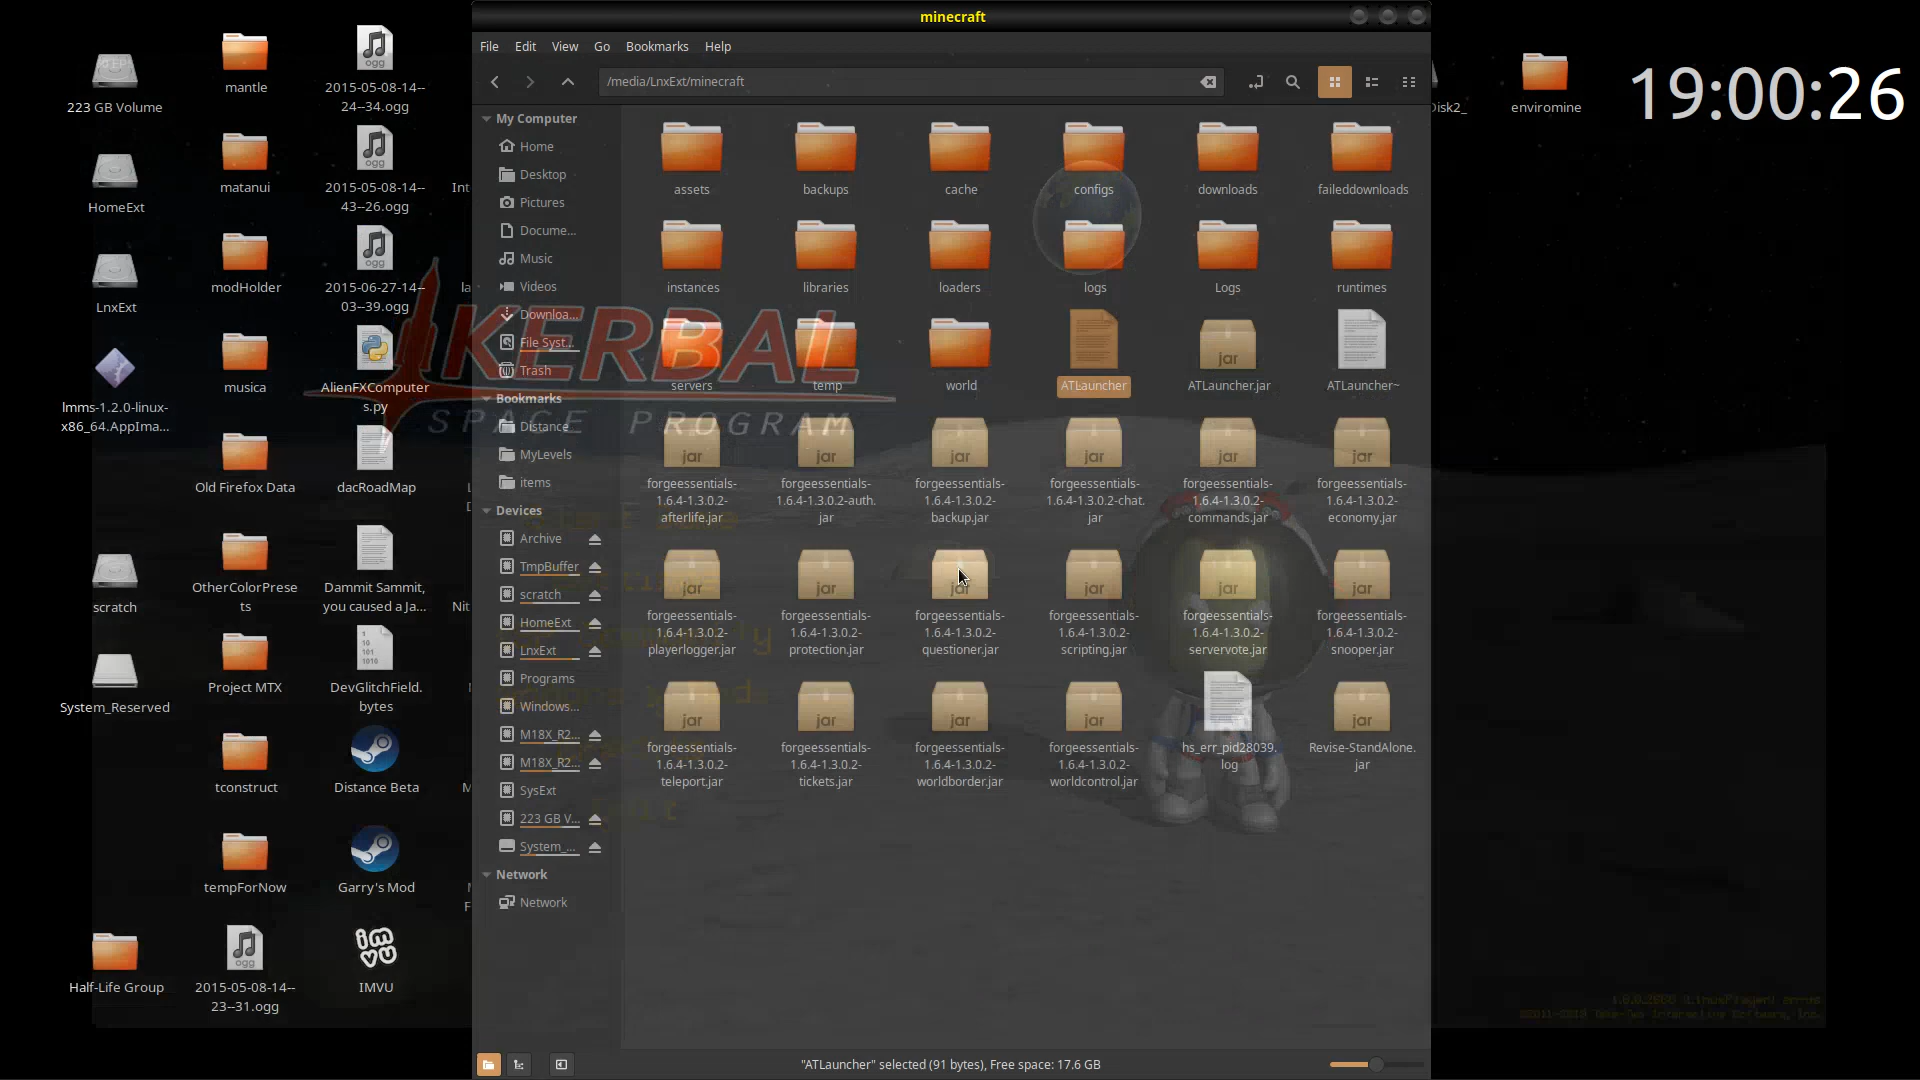 minecraft
File Edit View Go Bookmarks Help
/media/LnxExt/minecraft
19:00:26
223 GB Volume
HomeExt
LnxExt
lmms-1.2.0-linux-
x86_64.AppIma...
scratch
System_Reserved
Half-Life Group
mantle
matanui
modHolder
musica
Old Firefox Data
OtherColorPrese
ts
Project MTX
tconstruct
tempForNow
2015-05-08-14--
23--31.ogg
2015-05-08-14--
24--34.ogg
2015-05-08-14--
43--26.ogg
2015-06-27-14--
03--39.ogg
AlienFXComputer
s.py
dacRoadMap
Dammit Sammit,
you caused a Ja...
DevGlitchField.
bytes
Distance Beta
Garry's Mod
IMVU
Int
la
Nit
My Computer
Home
Desktop
Pictures
Docume...
Music
Videos
Downloa...
File Syst...
Trash
Bookmarks
Distance
MyLevels
items
Devices
Archive
TmpBuffer
scratch
HomeExt
LnxExt
Programs
Windows...
M18X_R2...
M18X_R2...
SysExt
223 GB V...
System_...
Network
Network
assets
backups
cache
configs
downloads
faileddownloads
instances
libraries
loaders
logs
Logs
runtimes
servers
temp
world
ATLauncher
ATLauncher.jar
ATLauncher~
forgeessentials-
1.6.4-1.3.0.2-
afterlife.jar
forgeessentials-
1.6.4-1.3.0.2-auth.
jar
forgeessentials-
1.6.4-1.3.0.2-
backup.jar
forgeessentials-
1.6.4-1.3.0.2-chat.
jar
forgeessentials-
1.6.4-1.3.0.2-
commands.jar
forgeessentials-
1.6.4-1.3.0.2-
economy.jar
forgeessentials-
1.6.4-1.3.0.2-
playerlogger.jar
forgeessentials-
1.6.4-1.3.0.2-
protection.jar
forgeessentials-
1.6.4-1.3.0.2-
questioner.jar
forgeessentials-
1.6.4-1.3.0.2-
scripting.jar
forgeessentials-
1.6.4-1.3.0.2-
servervote.jar
forgeessentials-
1.6.4-1.3.0.2-
snooper.jar
forgeessentials-
1.6.4-1.3.0.2-
teleport.jar
forgeessentials-
1.6.4-1.3.0.2-
tickets.jar
forgeessentials-
1.6.4-1.3.0.2-
worldborder.jar
forgeessentials-
1.6.4-1.3.0.2-
worldcontrol.jar
hs_err_pid28039.
log
Revise-StandAlone.
jar
KERBAL
SPACE PROGRAM
Disk2_
enviromine
"ATLauncher" selected (91 bytes), Free space: 17.6 GB